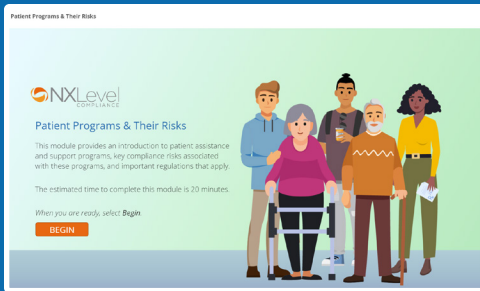 Patient Programs & Their Risks
NXLevel
COMPLIANCE
Patient Programs & Their Risks
This module provides an introduction to patient assistance
and support programs, key compliance risks associated
with these programs, and important regulations that apply.
The estimated time to complete this module is 20 minutes.
When you are ready, select Begin.
BEGIN